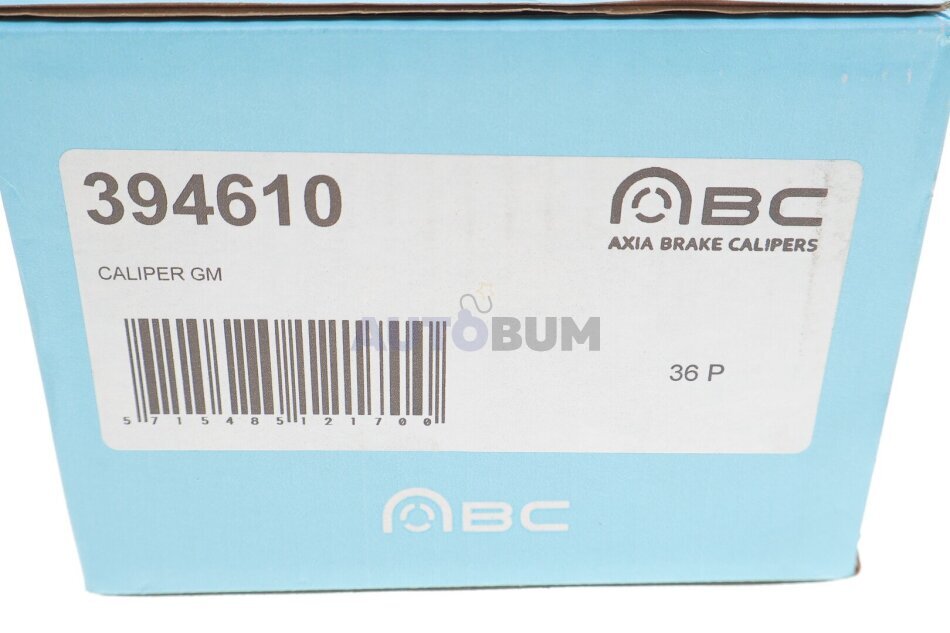 394610
ABC
AXIA BRAKE CALIPERS
CALIPER GM
AUTOBUM
5 715485 121700
36 P
ABC